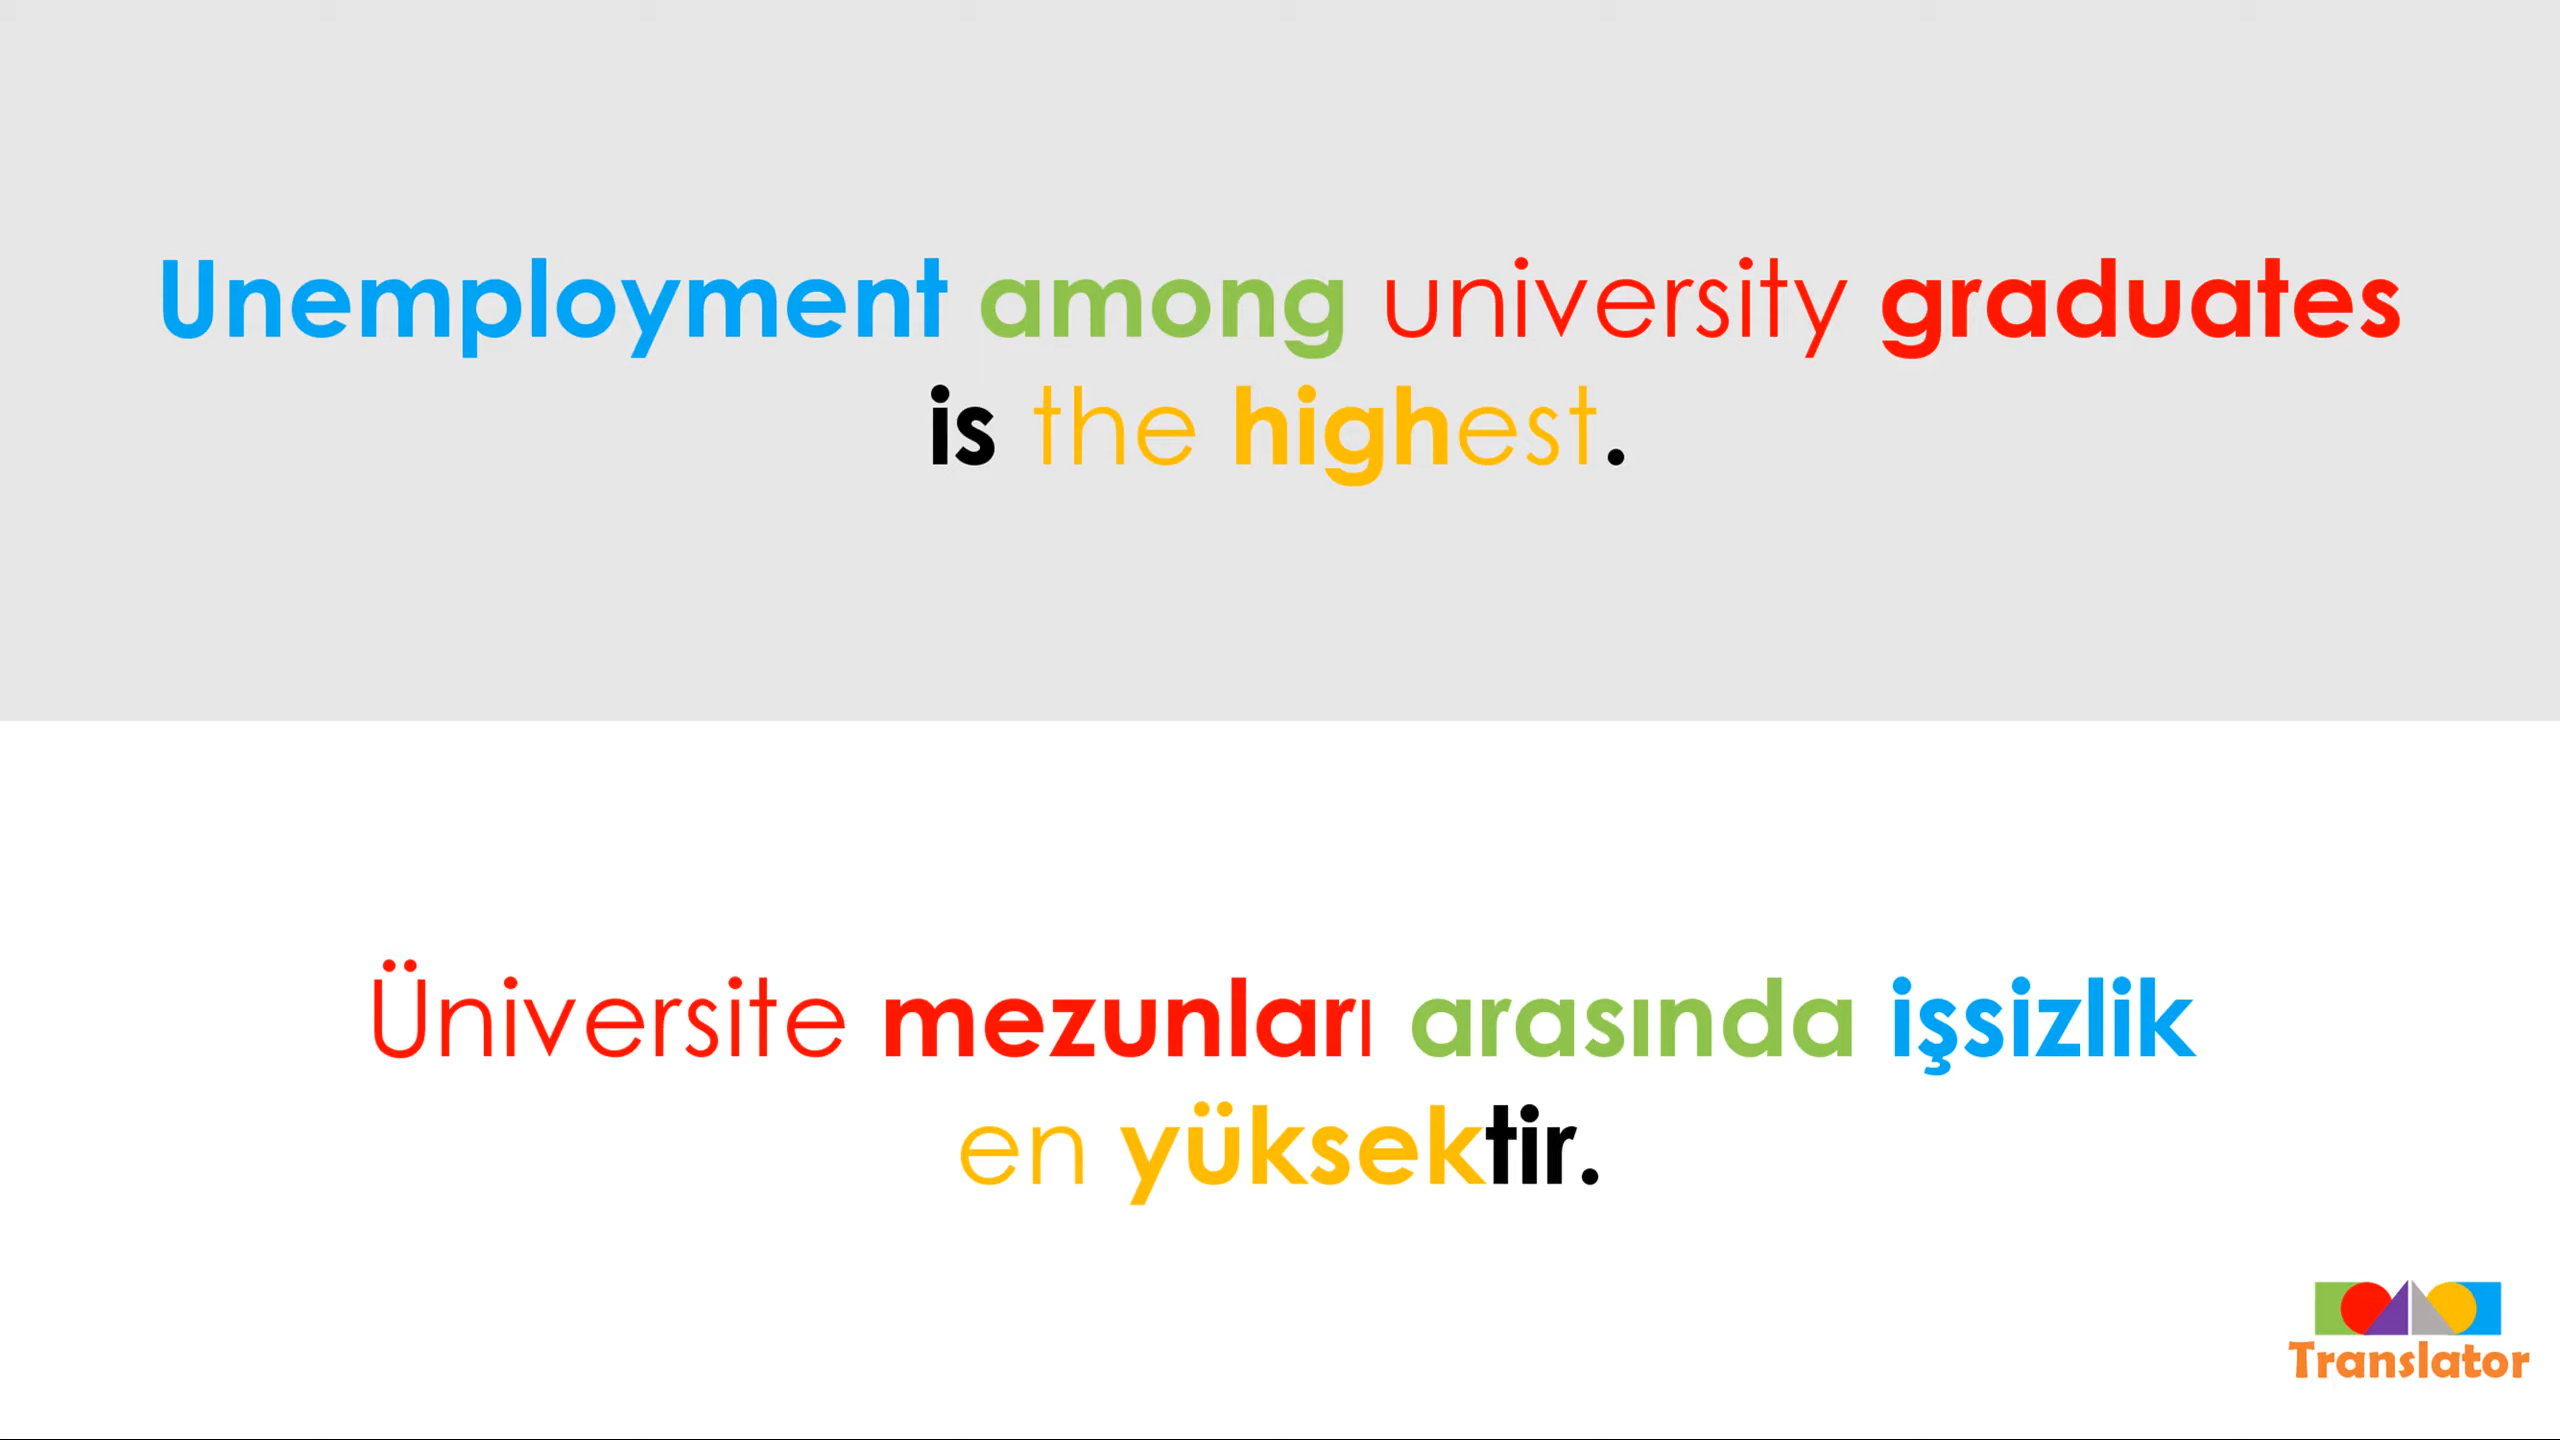 Unemployment among university graduates
is the highest.
Üniversite mezunları arasında işsizlik
en yüksektir.
Translator